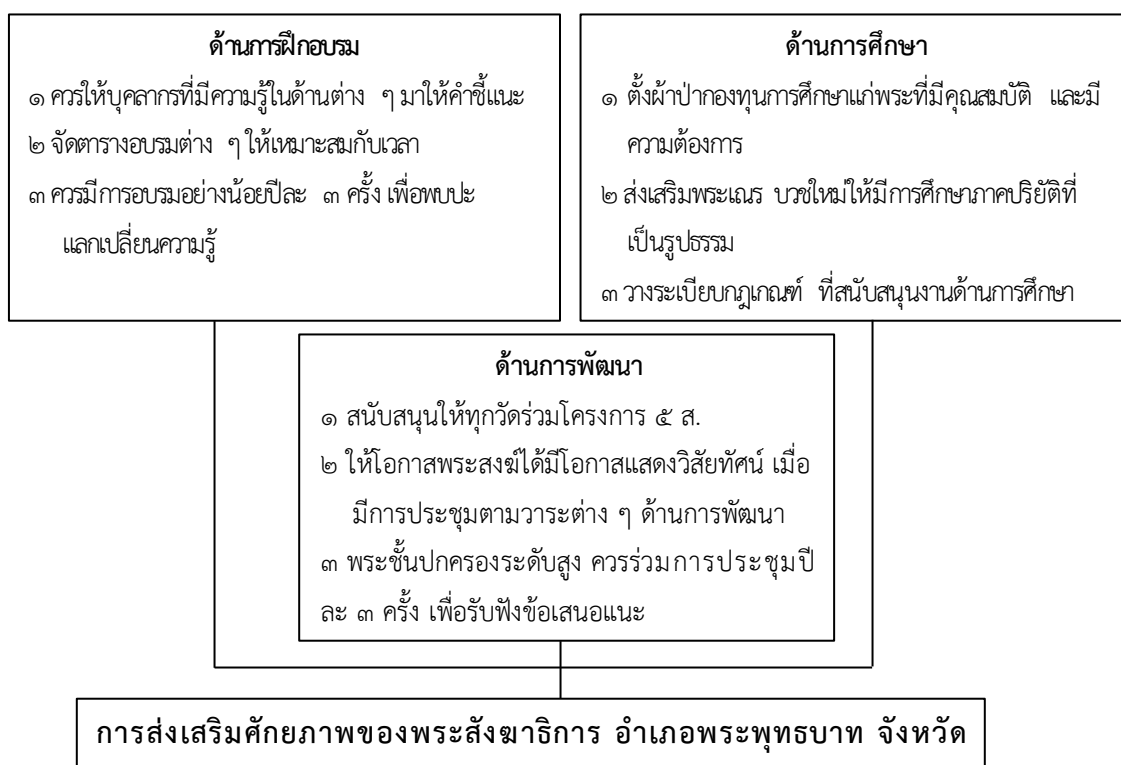 ด้านการฝึกอบรม
๑ ควรให้บุคลากรที่มีความรู้ในด้านต่าง ๆ มาให้คำชี้แนะ
๒ จัดตารางอบรมต่าง ๆ ให้เหมาะสมกับเวลา
๓ ควรมีการอบรมอย่างน้อยปีละ ๓ ครั้ง เพื่อพบปะ
แลกเปลี่ยนความรู้
ด้านการศึกษา
๑ ตั้งผ้าป่ากองทุนการศึกษาแก่พระที่มีคุณสมบัติ และมี
ความต้องการ
๒ ส่งเสริมพระเณร บวชใหม่ให้มีการศึกษาภาคปริยัติที่
เป็นรูปธรรม
๓ วางระเบียบกฎเกณฑ์ ที่สนับสนุนงานด้านการศึกษา
ด้านการพัฒนา
๑ สนับสนุนให้ทุกวัดร่วมโครงการ ๕ ส.
๒ ให้โอกาสพระสงฆ์ได้มีโอกาสแสดงวิสัยทัศน์ เมื่อ
มีการประชุมตามวาระต่าง ๆ ด้านการพัฒนา
๓ พระชั้นปกครองระดับสูง ควรร่วมการประชุมปี
ละ ๓ ครั้ง เพื่อรับฟังข้อเสนอแนะ
การส่งเสริมศักยภาพของพระสังฆาธิการ อำเภอพระพุทธบาท จังหวัด